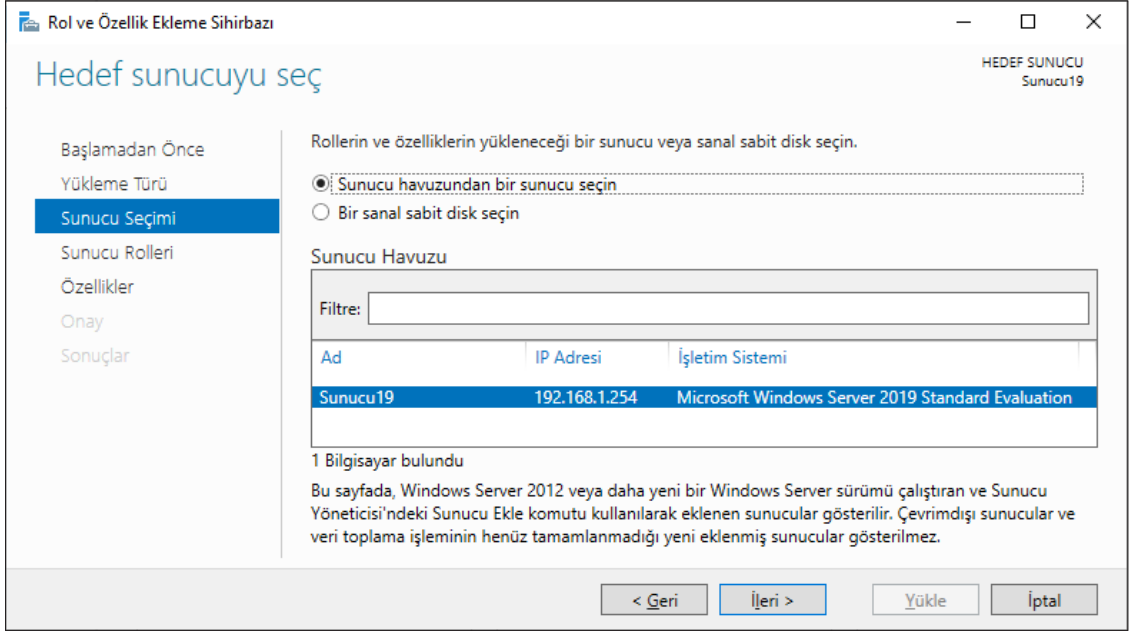 Rol ve Özellik Ekleme Sihirbazı
Hedef sunucuyu seç
HEDEF SUNUCU
Sunucu19
Başlamadan Önce
Yükleme Türü
Sunucu Seçimi
Sunucu Rolleri
Özellikler
Onay
Sonuçlar
Rollerin ve özelliklerin yükleneceği bir sunucu veya sanal sabit disk seçin.
Sunucu havuzundan bir sunucu seçin
Bir sanal sabit disk seçin
Sunucu Havuzu
Filtre:
Ad IP Adresi İşletim Sistemi
Sunucu19 192.168.1.254 Microsoft Windows Server 2019 Standard Evaluation
1 Bilgisayar bulundu
Bu sayfada, Windows Server 2012 veya daha yeni bir Windows Server sürümü çalıştıran ve Sunucu
Yöneticisi'ndeki Sunucu Ekle komutu kullanılarak eklenen sunucular gösterilir. Çevrimdışı sunucular ve
veri toplama işleminin henüz tamamlanmadığı yeni eklenmiş sunucular gösterilmez.
< Geri İleri > Yükle İptal